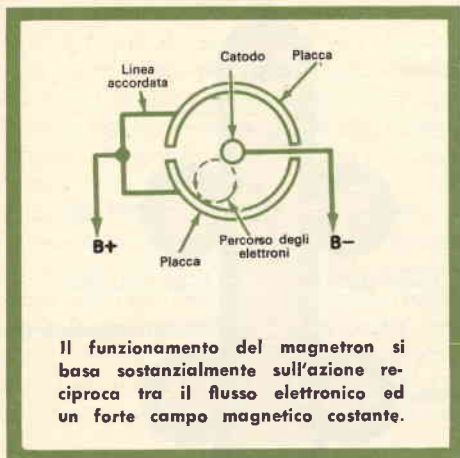 Catodo
Placca
Linea
accordata
B+
Placca
Percorso degli
elettroni
B-
Il funzionamento del magnetron si
basa sostanzialmente sull'azione re-
ciproca tra il flusso elettronico ed
un forte campo magnetico costante.